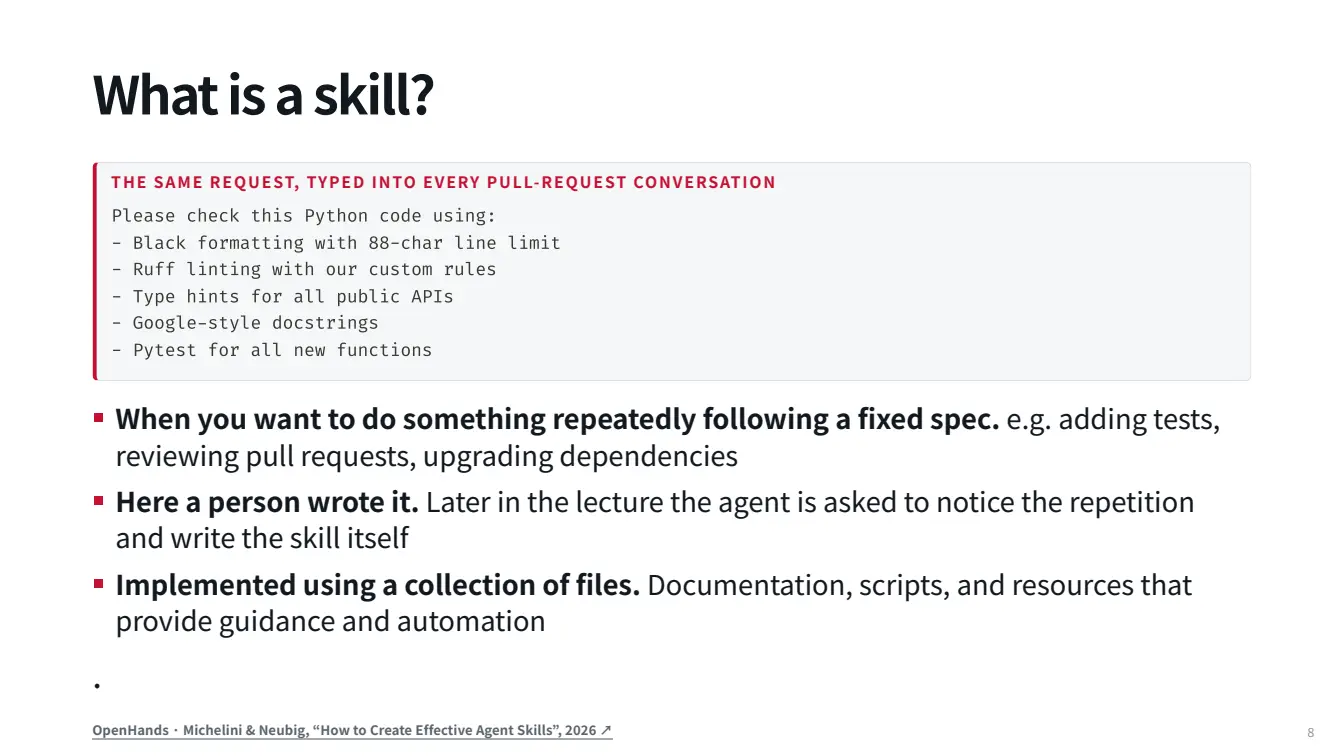 What is a skill?
THE SAME REQUEST, TYPED INTO EVERY PULL-REQUEST CONVERSATION
Please check this Python code using:
- Black formatting with 88-char line limit
- Ruff linting with our custom rules
- Type hints for all public APIs
- Google-style docstrings
- Pytest for all new functions
▪ When you want to do something repeatedly following a fixed spec. e.g. adding tests,
reviewing pull requests, upgrading dependencies
▪ Here a person wrote it. Later in the lecture the agent is asked to notice the repetition
and write the skill itself
▪ Implemented using a collection of files. Documentation, scripts, and resources that
provide guidance and automation
.
OpenHands · Michelini & Neubig, “How to Create Effective Agent Skills”, 2026 ↗
8